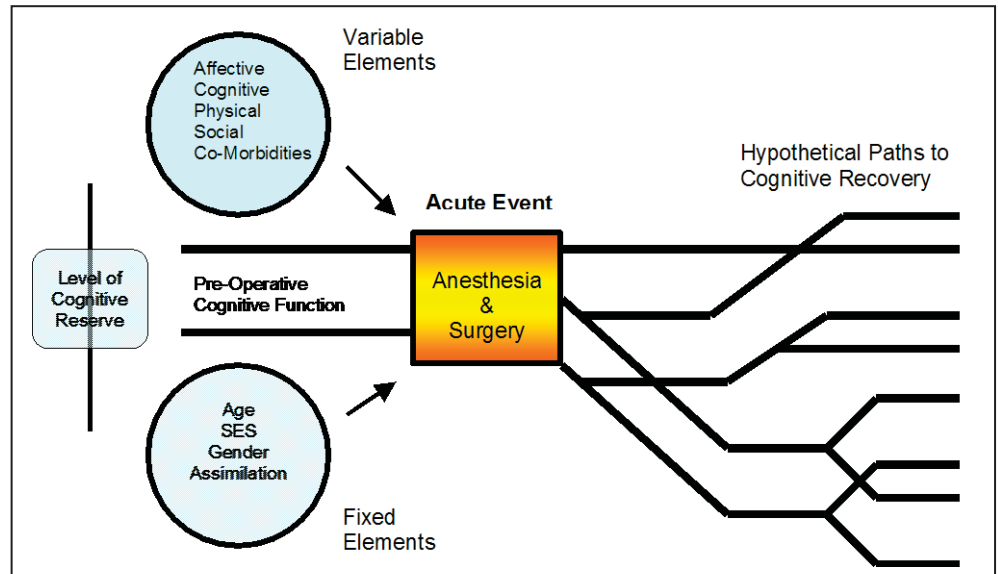 Variable
Elements
Affective
Cognitive
Physical
Social
Co-Morbidities
Hypothetical Paths to
Cognitive Recovery
Acute Event
Level of
Cognitive
Reserve
Pre-Operative
Cognitive Function
Anesthesia
&
Surgery
Age
SES
Gender
Assimilation
Fixed
Elements